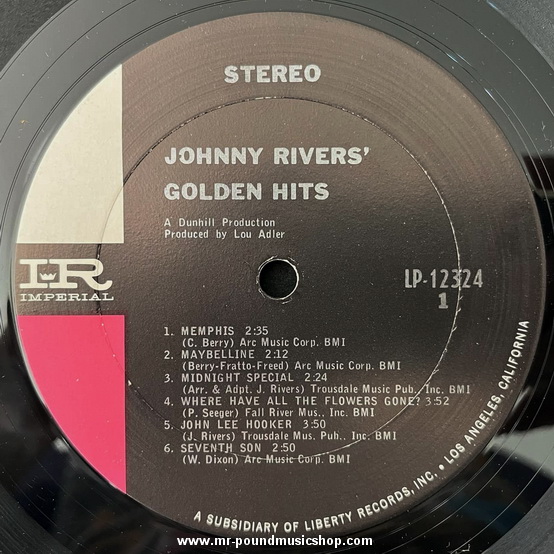 STEREO
JOHNNY RIVERS'
GOLDEN HITS
A Dunhill Production
Produced by Lou Adler
IR
IMPERIAL
LP-12324
1
1. MEMPHIS 2:35
(C. Berry) Arc Music Corp. BMI
2. MAYBELLINE 2:12
(Berry-Fratto-Freed) Arc Music Corp. BMI
3. MIDNIGHT SPECIAL 2:24
(Arr. & Adpt. J. Rivers) Trousdale Music Pub., Inc. BMI
4. WHERE HAVE ALL THE FLOWERS GONE? 3:52
(P. Seeger) Fall River Mus., Inc. BMI
5. JOHN LEE HOOKER 3:50
(J. Rivers) Trousdale Mus. Pub., Inc. BMI
6. SEVENTH SON 2:50
(W. Dixon) Arc Music Corp. BMI
A SUBSIDIARY OF LIBERTY RECORDS, INC. • LOS ANGELES, CALIFORNIA
www.mr-poundmusicshop.com